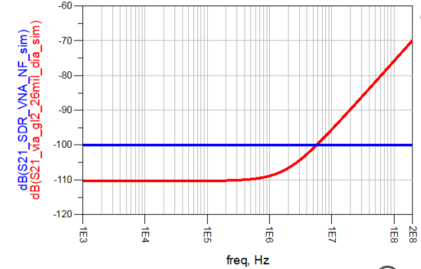 dB(S21_SDR_VNA_NF_sim)
dB(S21_via_gl2_26mil_dia_sim)
-60
-70
-80
-90
-100
-110
-120
1E3
1E4
1E5
1E6
1E7
1E8
2E8
freq, Hz